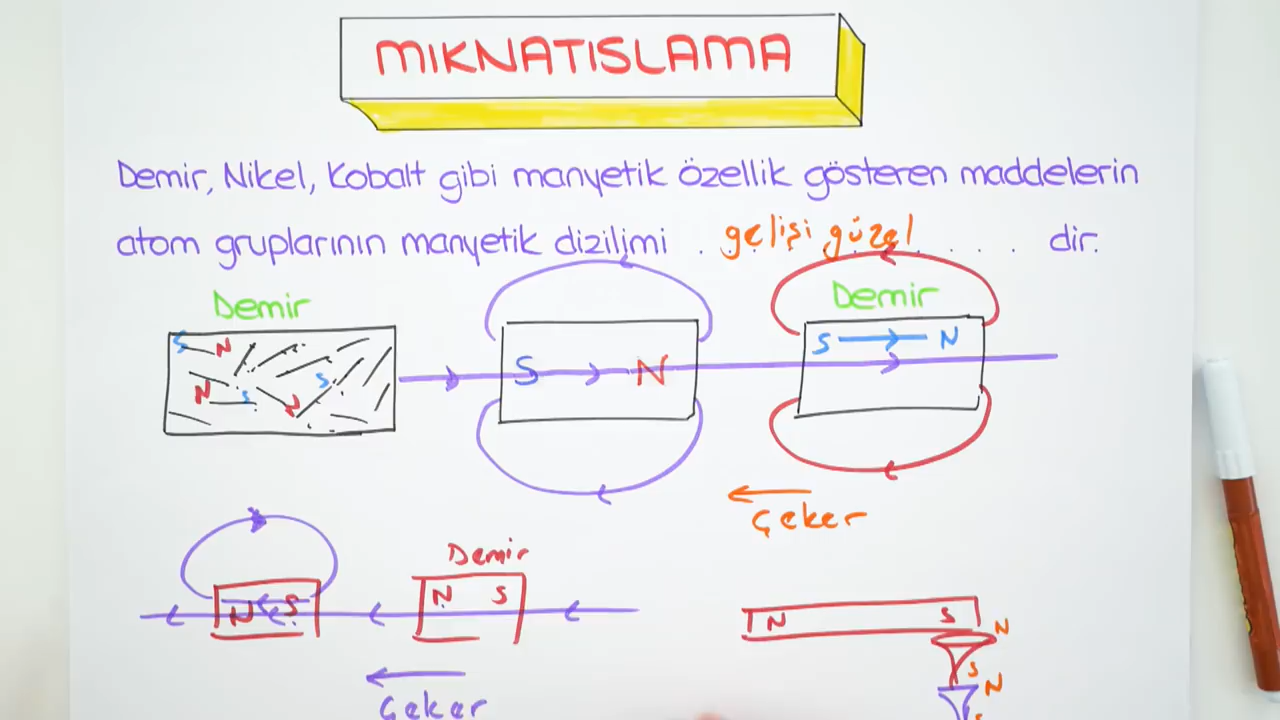 MIKNATISLAMA
Demir, Nikel, Kobalt gibi manyetik özellik gösteren maddelerin
atom gruplarının manyetik dizilimi . gelişi güzel . . . . dir.
Demir
S N
N S S
N
S N
Demir
S N
Çeker
N S
Demir
N S
Çeker
N S
N
S N
S